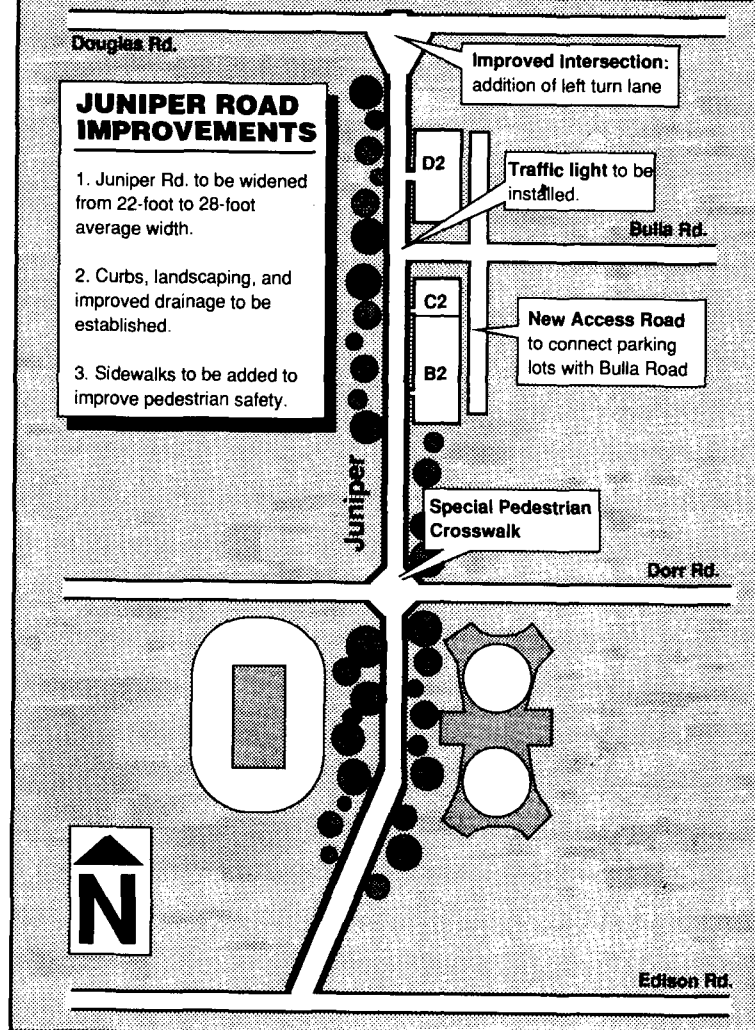 Douglas Rd.
Improved Intersection:
addition of left turn lane
JUNIPER ROAD
IMPROVEMENTS
1. Juniper Rd. to be widened
from 22-foot to 28-foot
average width.
2. Curbs, landscaping, and
improved drainage to be
established.
3. Sidewalks to be added to
improve pedestrian safety.
D2
Traffic light to be
installed.
Bulla Rd.
C2
B2
New Access Road
to connect parking
lots with Bulla Road
Juniper
Special Pedestrian
Crosswalk
Dorr Rd.
N
Edison Rd.